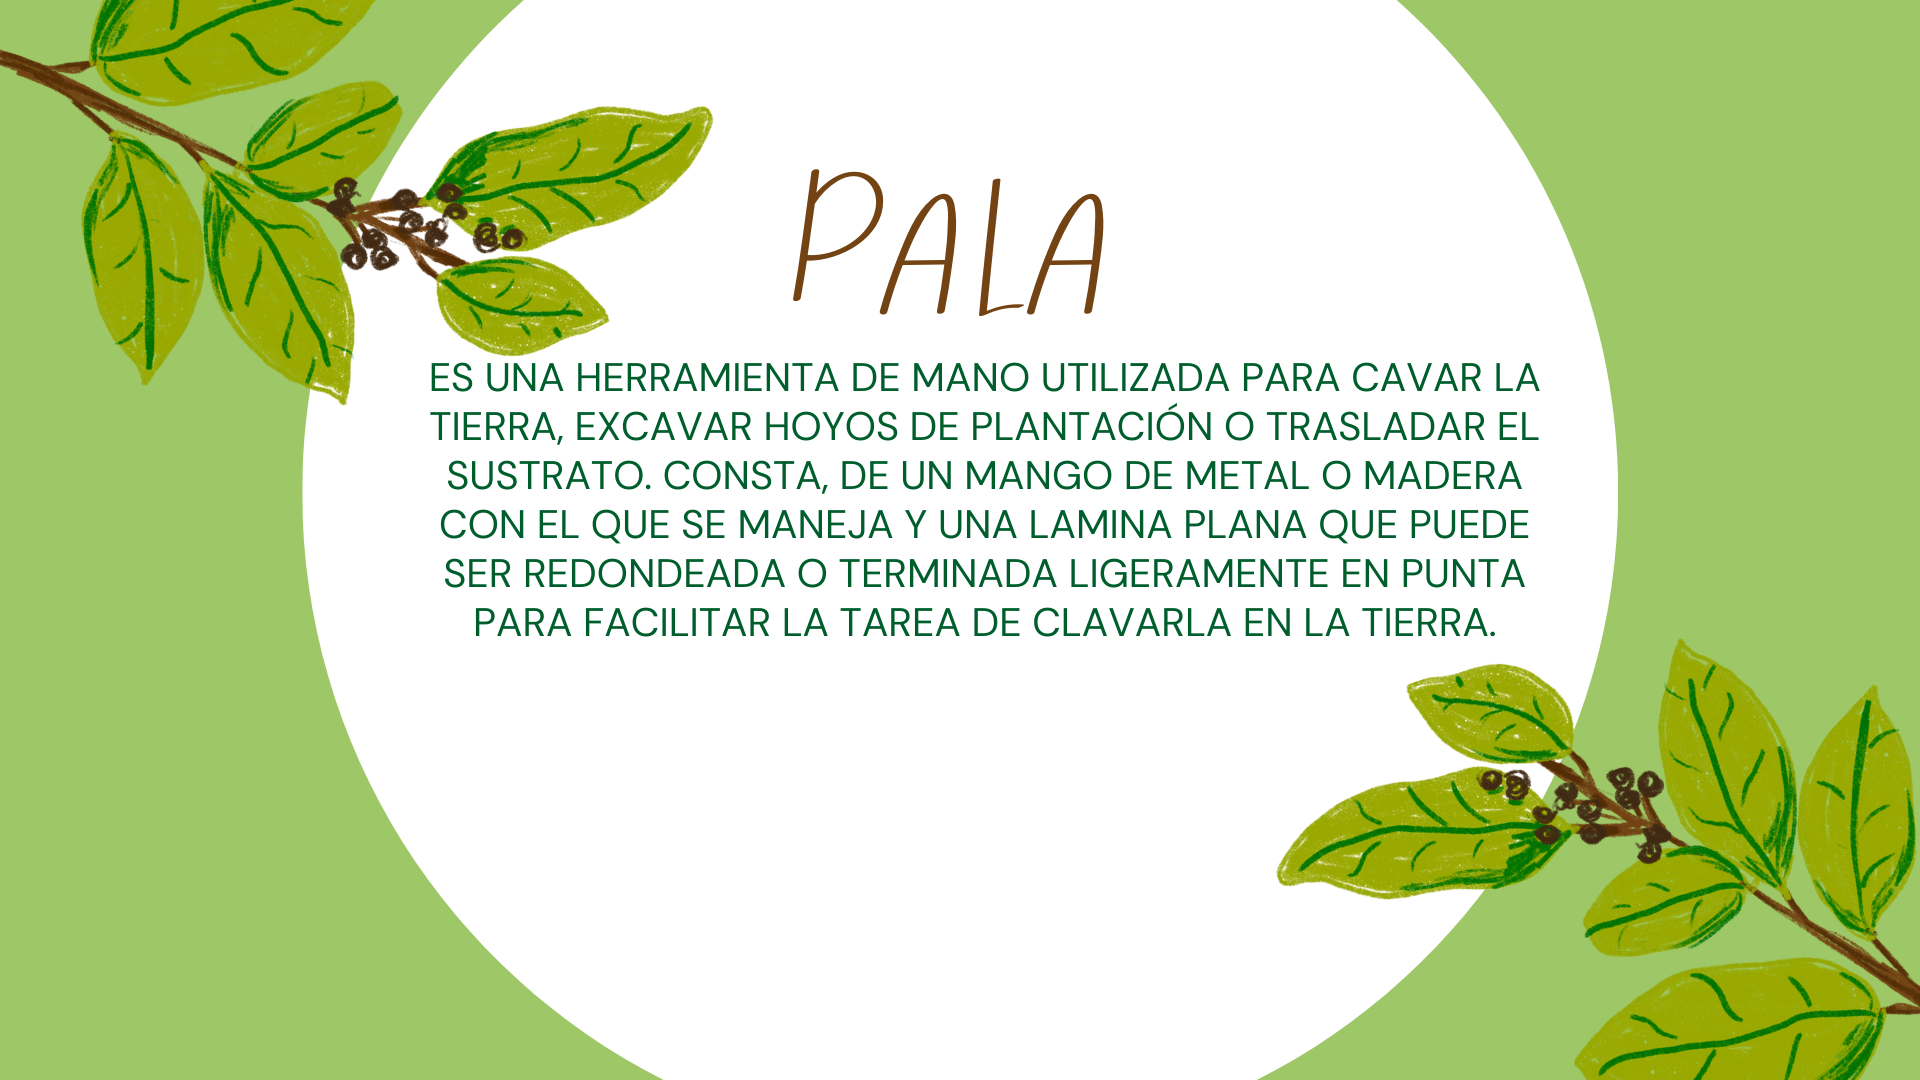 PALA
ES UNA HERRAMIENTA DE MANO UTILIZADA PARA CAVAR LA
TIERRA, EXCAVAR HOYOS DE PLANTACIÓN O TRASLADAR EL
SUSTRATO. CONSTA, DE UN MANGO DE METAL O MADERA
CON EL QUE SE MANEJA Y UNA LAMINA PLANA QUE PUEDE
SER REDONDEADA O TERMINADA LIGERAMENTE EN PUNTA
PARA FACILITAR LA TAREA DE CLAVARLA EN LA TIERRA.